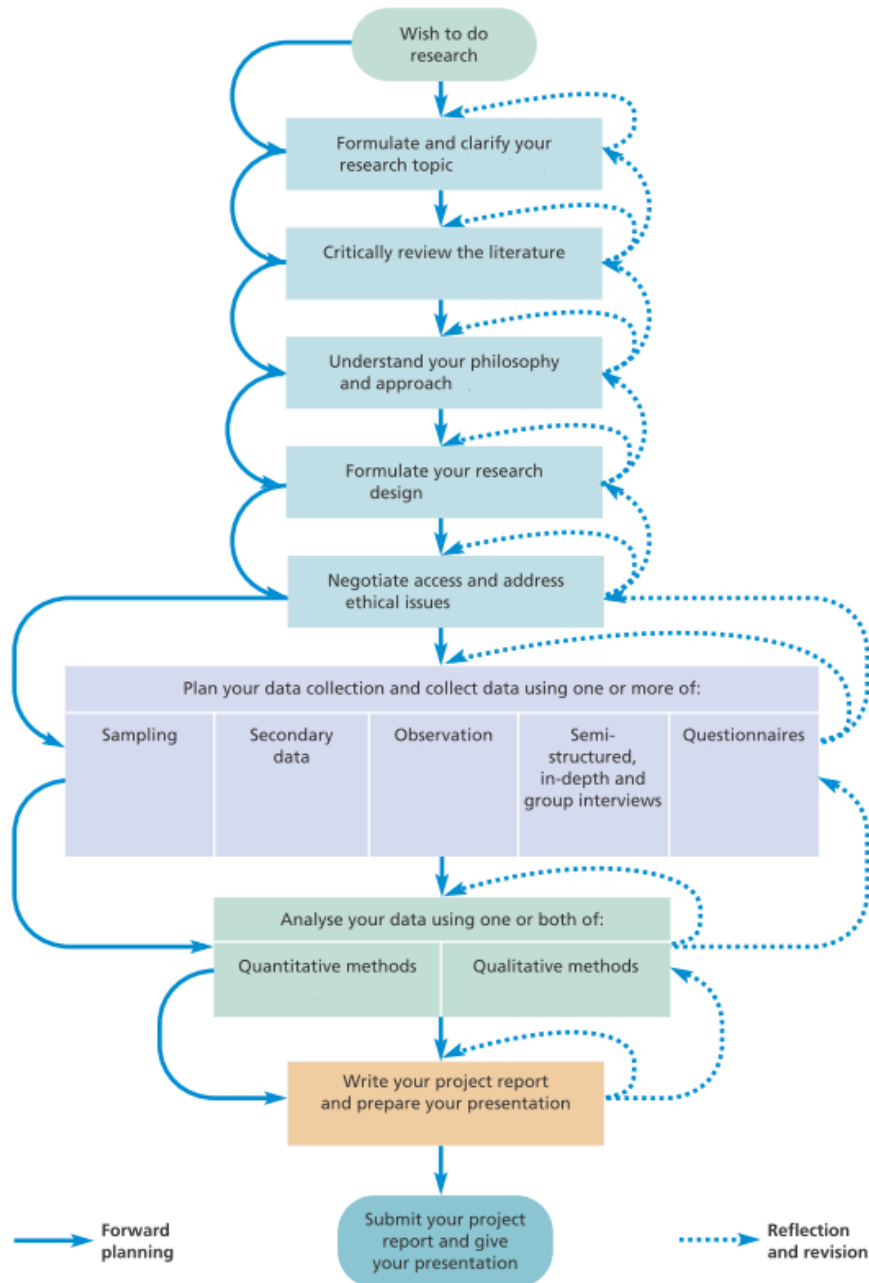 Wish to do
research
Formulate and clarify your
research topic
Critically review the literature
Understand your philosophy
and approach
Formulate your research
design
Negotiate access and address
ethical issues
Plan your data collection and collect data using one or more of:
Sampling
Secondary
data
Observation
Semi-
structured,
in-depth and
group interviews
Questionnaires
Analyse your data using one or both of:
Quantitative methods
Qualitative methods
Write your project report
and prepare your presentation
Submit your project
report and give
your presentation
Forward
planning
Reflection
and revision